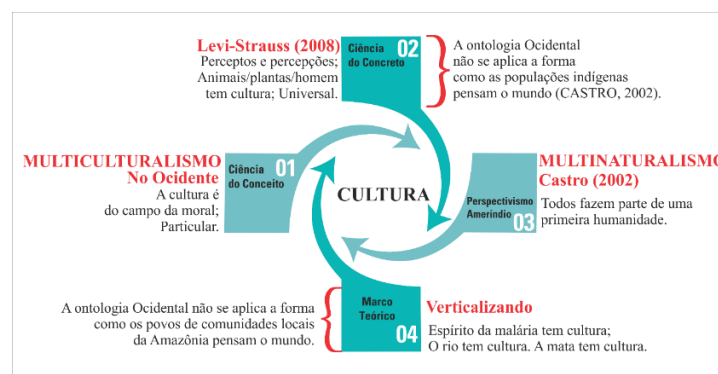 Levi-Strauss (2008)
Perceptos e percepções;
Animais/plantas/homem
tem cultura; Universal.
Ciência
do Concreto
02
A ontologia Ocidental
não se aplica a forma
como as populações indígenas
pensam o mundo (CASTRO, 2002).
MULTICULTURALISMO
No Ocidente
A cultura é
do campo da moral;
Particular.
Ciência
do Conceito
01
CULTURA
Perspectivismo
Ameríndio
03
MULTINATURALISMO
Castro (2002)
Todos fazem parte de uma
primeira humanidade.
A ontologia Ocidental não se aplica a forma
como os povos de comunidades locais
da Amazônia pensam o mundo.
Marco
Teórico
04
Verticalizando
Espírito da malária tem cultura;
O rio tem cultura. A mata tem cultura.